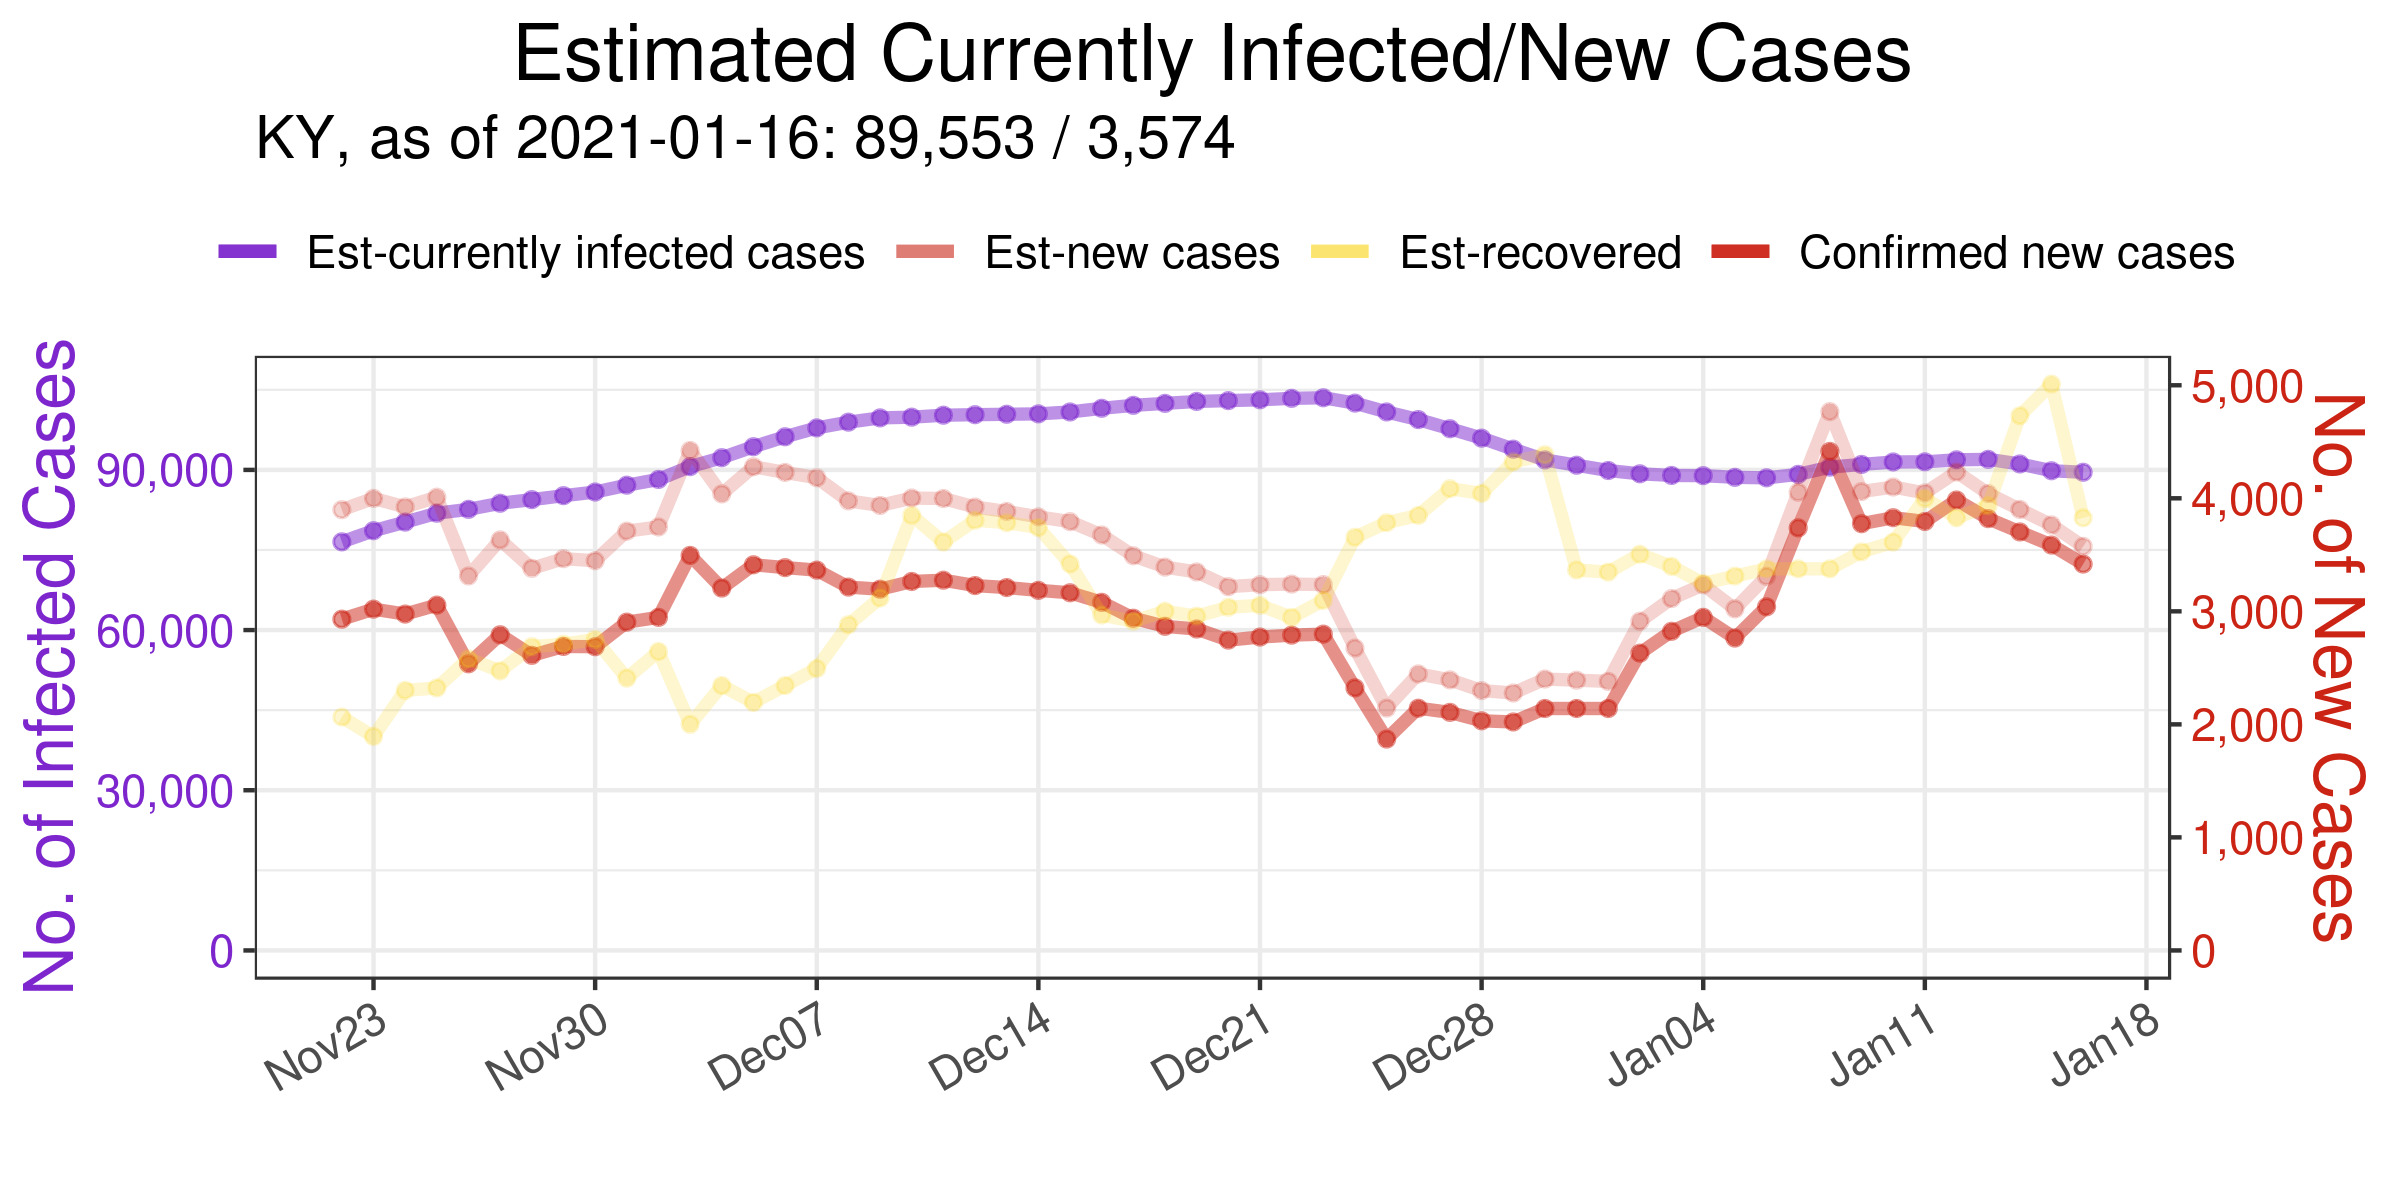 Estimated Currently Infected/New Cases
KY, as of 2021-01-16: 89,553 / 3,574
Est-currently infected cases Est-new cases Est-recovered Confirmed new cases
No. of Infected Cases
90,000
60,000
30,000
0
5,000
4,000
3,000
2,000
1,000
0
No. of New Cases
Nov23 Nov30 Dec07 Dec14 Dec21 Dec28 Jan04 Jan11 Jan18